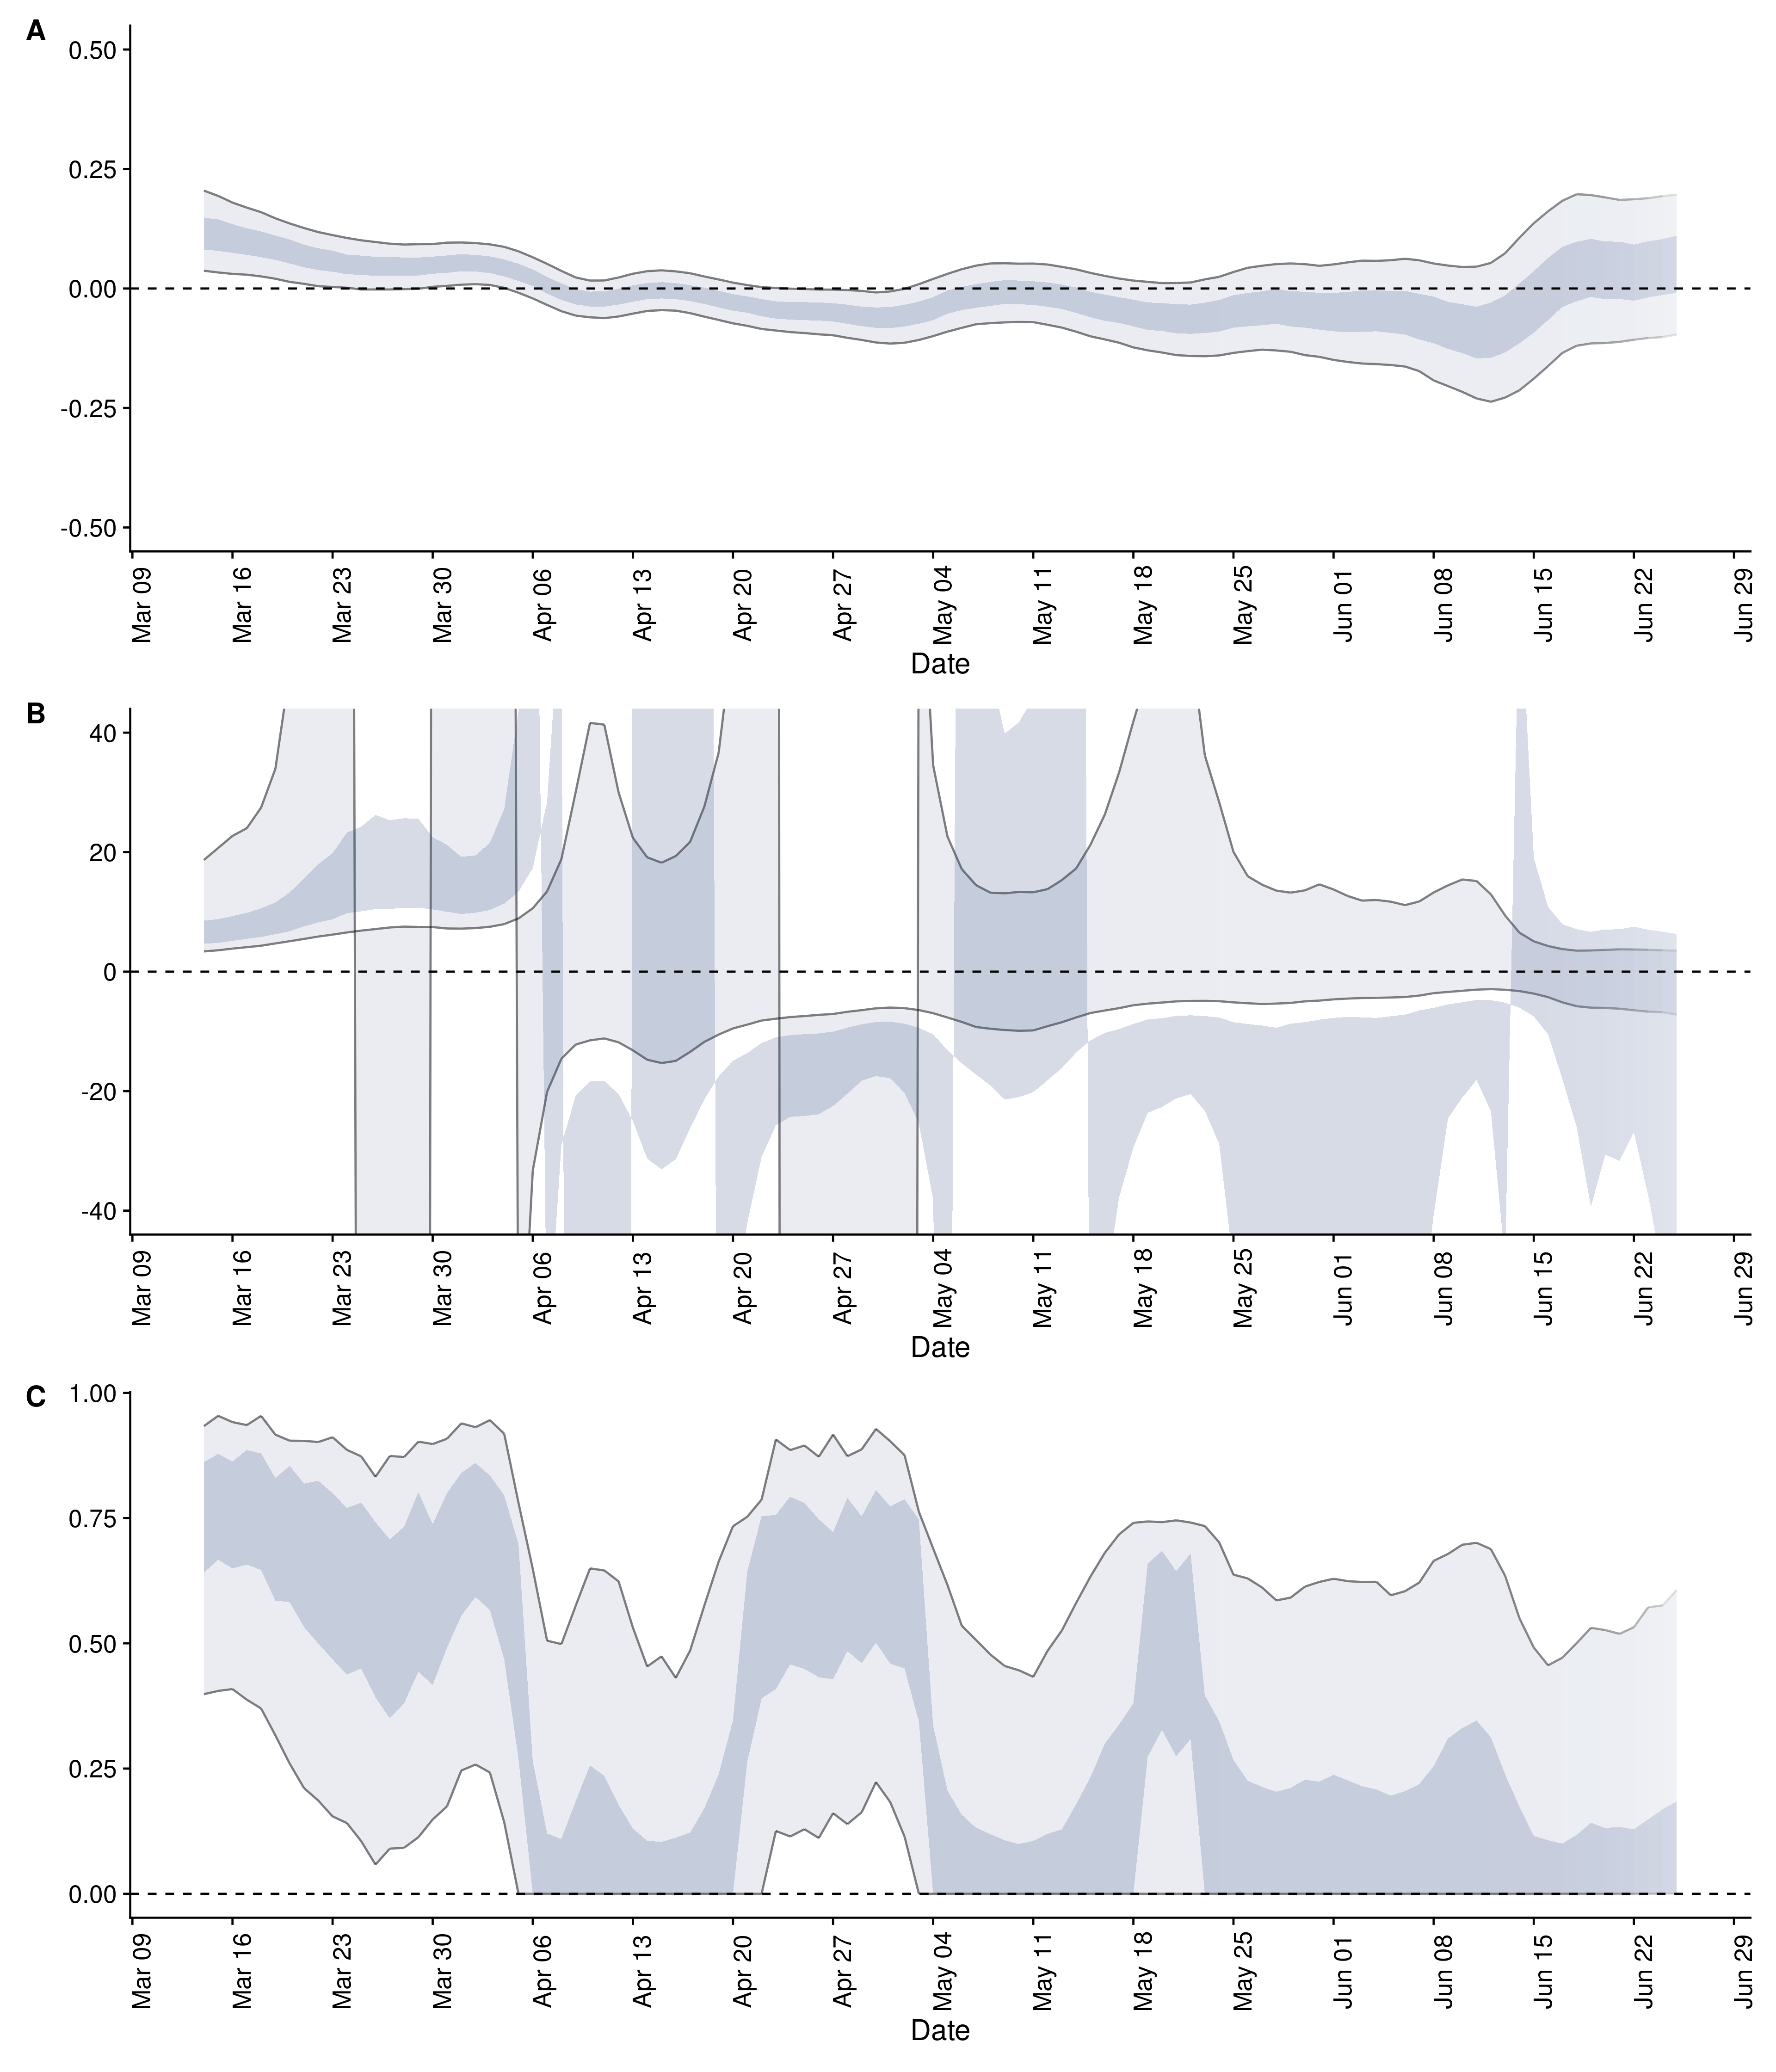 A
0.50
0.25
0.00
-0.25
-0.50
Mar 09
Mar 16
Mar 23
Mar 30
Apr 06
Apr 13
Apr 20
Apr 27
May 04
May 11
May 18
May 25
Jun 01
Jun 08
Jun 15
Jun 22
Jun 29
Date
B
40
20
0
-20
-40
Mar 09
Mar 16
Mar 23
Mar 30
Apr 06
Apr 13
Apr 20
Apr 27
May 04
May 11
May 18
May 25
Jun 01
Jun 08
Jun 15
Jun 22
Jun 29
Date
C
1.00
0.75
0.50
0.25
0.00
Mar 09
Mar 16
Mar 23
Mar 30
Apr 06
Apr 13
Apr 20
Apr 27
May 04
May 11
May 18
May 25
Jun 01
Jun 08
Jun 15
Jun 22
Jun 29
Date